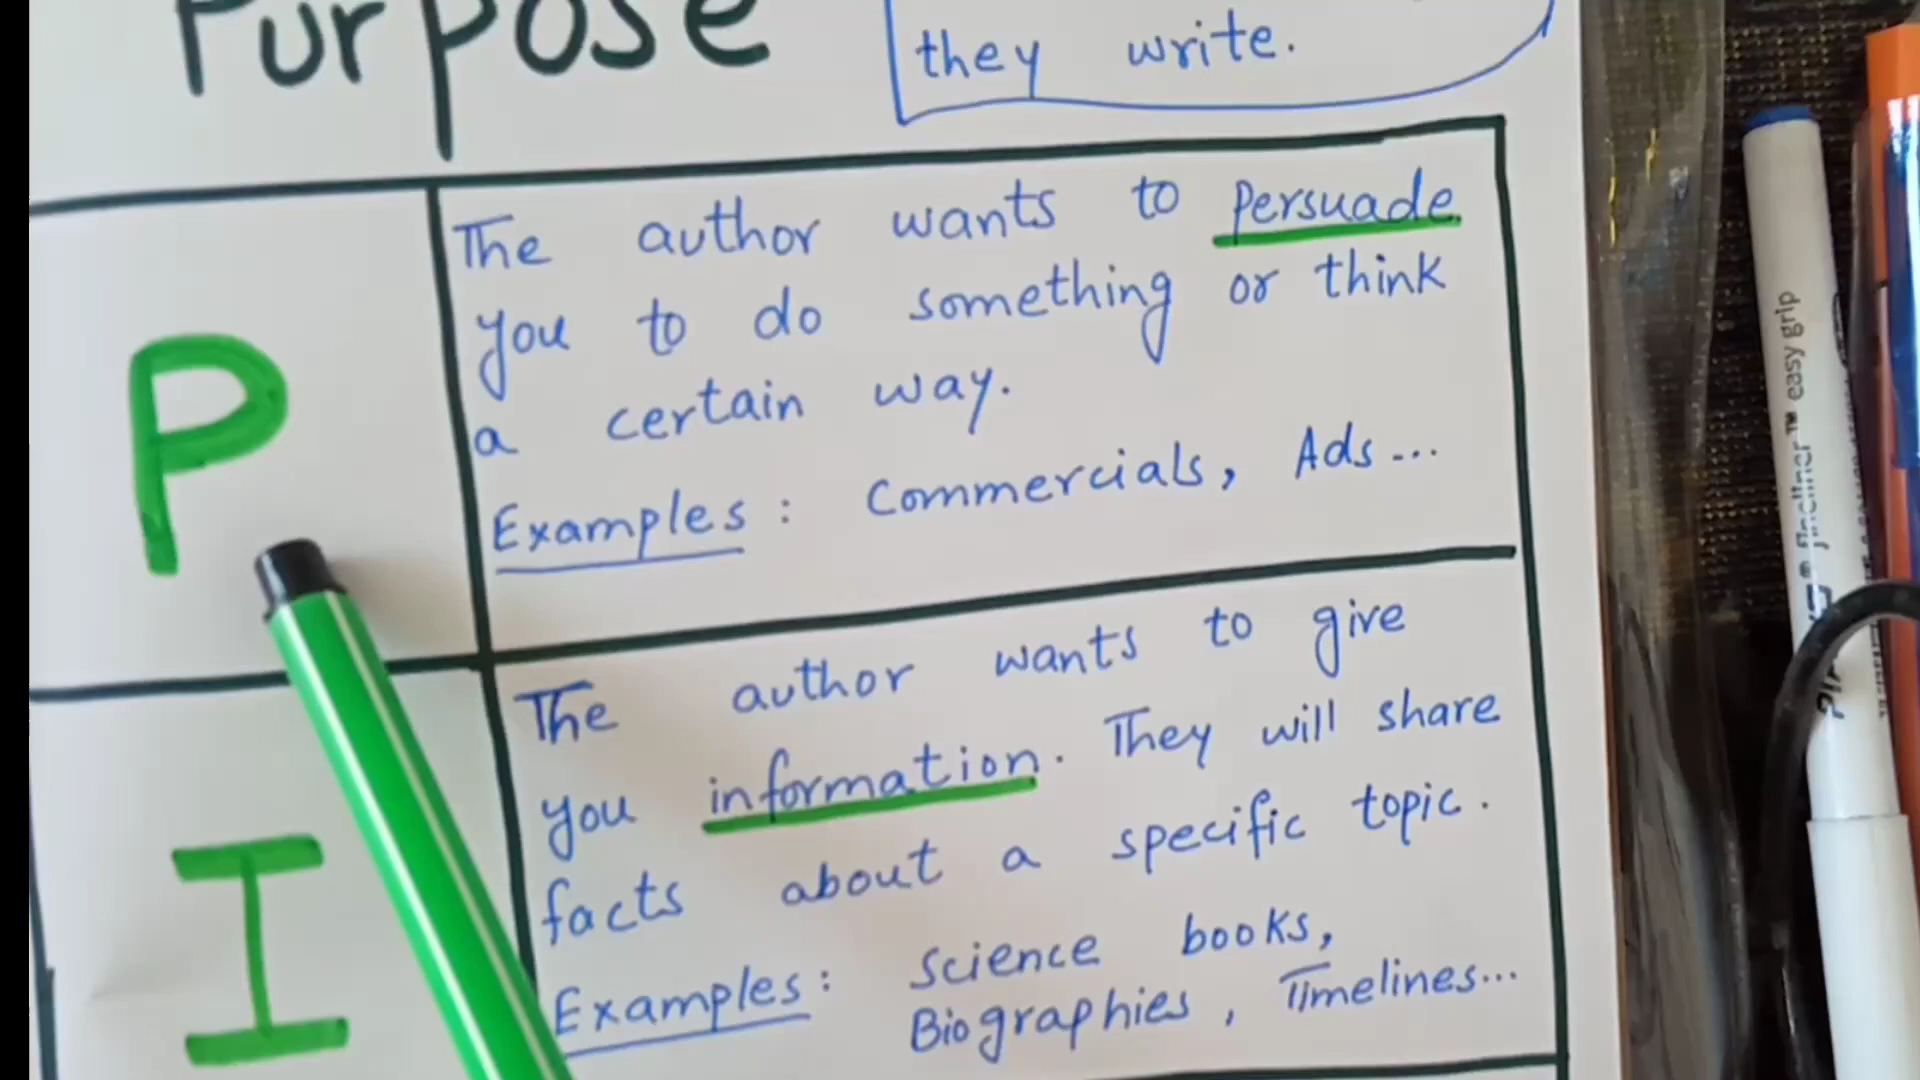 Purpose
they write.
P
The author wants to persuade
you to do something or think
a certain way.
Examples: Commercials, Ads...
I
The author wants to give
you information. They will share
facts about a specific topic.
Examples: Science books,
Biographies, Timelines...
fineliner™ easy grip